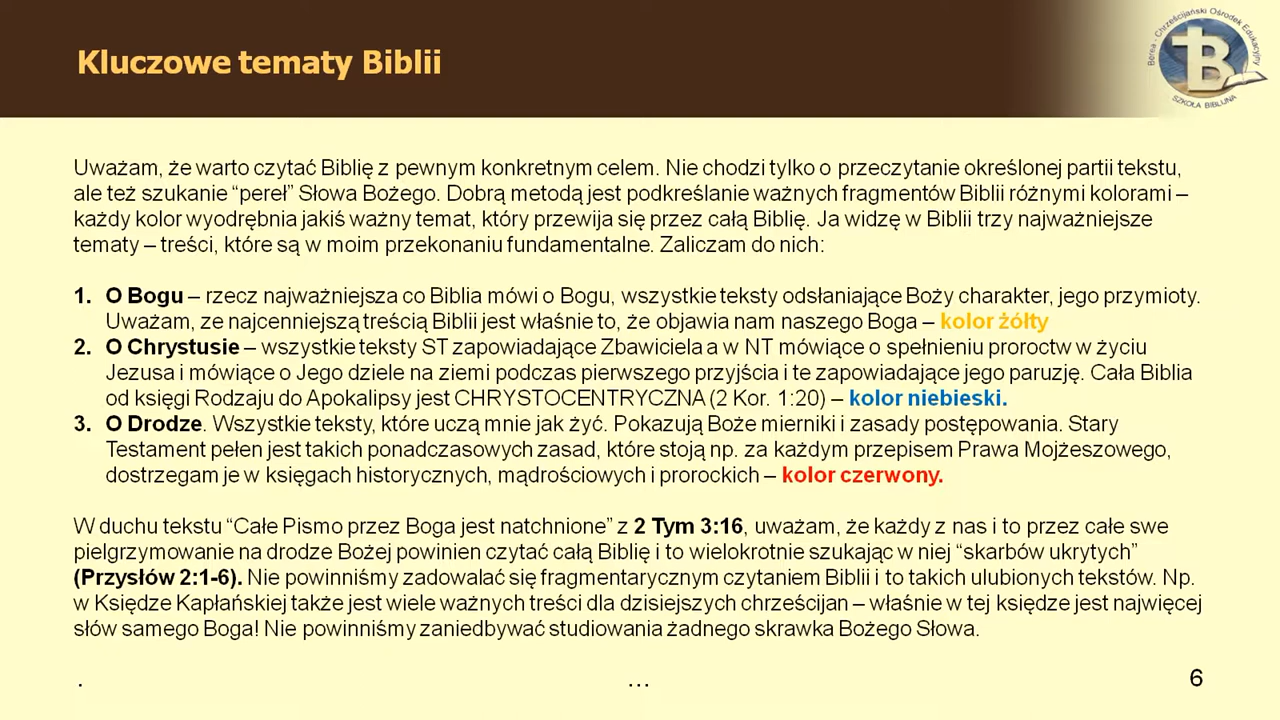 Kluczowe tematy Biblii
Berea - Chrześcijański Ośrodek Edukacyjny
B
SZKOŁA BIBLIJNA
Uważam, że warto czytać Biblię z pewnym konkretnym celem. Nie chodzi tylko o przeczytanie określonej partii tekstu,
ale też szukanie “pereł” Słowa Bożego. Dobrą metodą jest podkreślanie ważnych fragmentów Biblii różnymi kolorami –
każdy kolor wyodrębnia jakiś ważny temat, który przewija się przez całą Biblię. Ja widzę w Biblii trzy najważniejsze
tematy – treści, które są w moim przekonaniu fundamentalne. Zaliczam do nich:
1. O Bogu – rzecz najważniejsza co Biblia mówi o Bogu, wszystkie teksty odsłaniające Boży charakter, jego przymioty.
Uważam, ze najcenniejszą treścią Biblii jest właśnie to, że objawia nam naszego Boga – kolor żółty
2. O Chrystusie – wszystkie teksty ST zapowiadające Zbawiciela a w NT mówiące o spełnieniu proroctw w życiu
Jezusa i mówiące o Jego dziele na ziemi podczas pierwszego przyjścia i te zapowiadające jego paruzję. Cała Biblia
od księgi Rodzaju do Apokalipsy jest CHRYSTOCENTRYCZNA (2 Kor. 1:20) – kolor niebieski.
3. O Drodze. Wszystkie teksty, które uczą mnie jak żyć. Pokazują Boże mierniki i zasady postępowania. Stary
Testament pełen jest takich ponadczasowych zasad, które stoją np. za każdym przepisem Prawa Mojżeszowego,
dostrzegam je w księgach historycznych, mądrościowych i prorockich – kolor czerwony.
W duchu tekstu “Całe Pismo przez Boga jest natchnione” z 2 Tym 3:16, uważam, że każdy z nas i to przez całe swe
pielgrzymowanie na drodze Bożej powinien czytać całą Biblię i to wielokrotnie szukając w niej “skarbów ukrytych”
(Przysłów 2:1-6). Nie powinniśmy zadowalać się fragmentarycznym czytaniem Biblii i to takich ulubionych tekstów. Np.
w Księdze Kapłańskiej także jest wiele ważnych treści dla dzisiejszych chrześcijan – właśnie w tej księdze jest najwięcej
słów samego Boga! Nie powinniśmy zaniedbywać studiowania żadnego skrawka Bożego Słowa.
. … 6